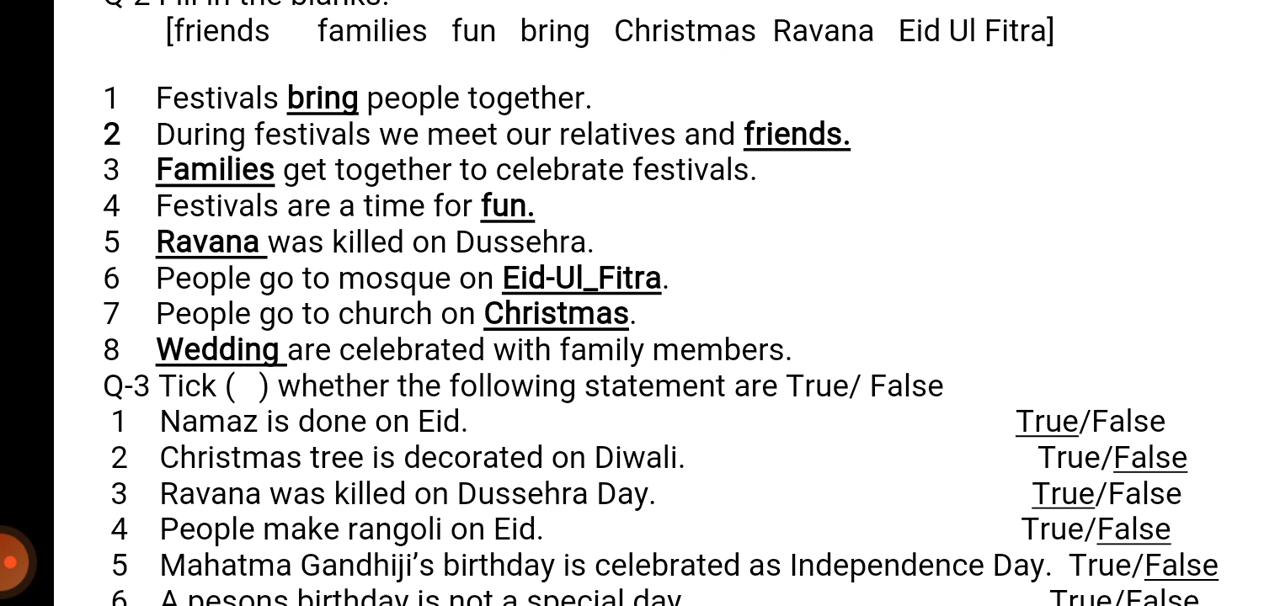 Q-2 Fill in the blanks.
[friends families fun bring Christmas Ravana Eid Ul Fitra]
1 Festivals bring people together.
2 During festivals we meet our relatives and friends.
3 Families get together to celebrate festivals.
4 Festivals are a time for fun.
5 Ravana was killed on Dussehra.
6 People go to mosque on Eid-Ul_Fitra.
7 People go to church on Christmas.
8 Wedding are celebrated with family members.
Q-3 Tick ( ) whether the following statement are True/ False
1 Namaz is done on Eid. True/False
2 Christmas tree is decorated on Diwali. True/False
3 Ravana was killed on Dussehra Day. True/False
4 People make rangoli on Eid. True/False
5 Mahatma Gandhiji’s birthday is celebrated as Independence Day. True/False
6 A pesons birthday is not a special day True/False